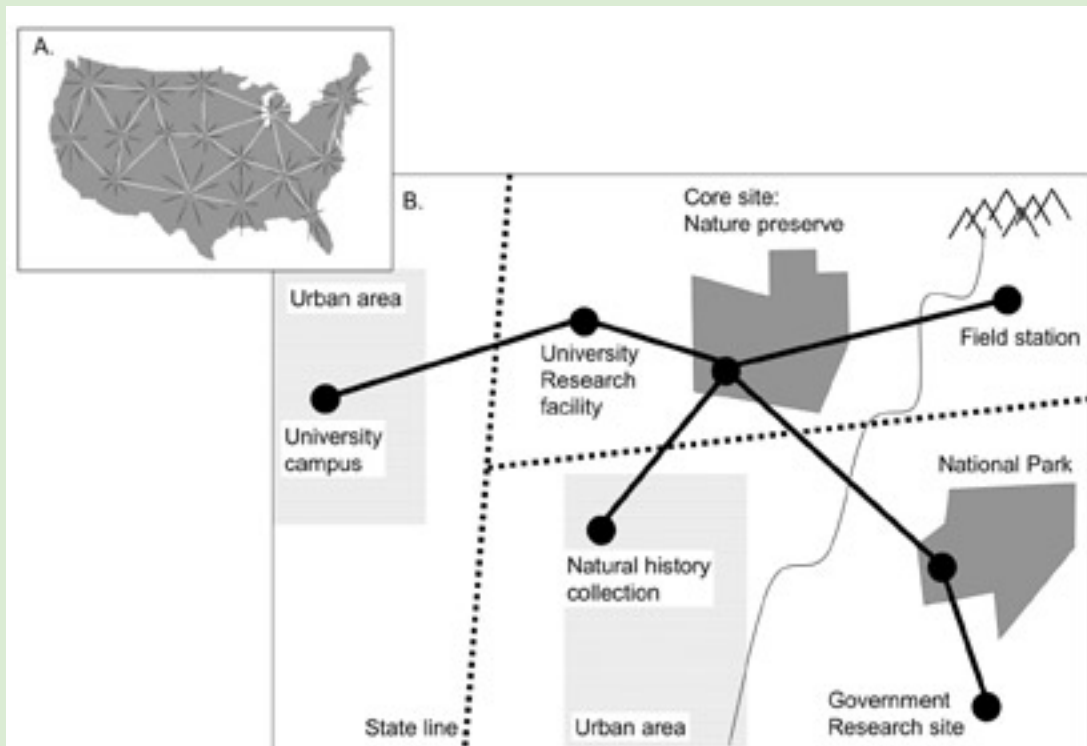 A.
B.
Core site:
Nature preserve
Urban area
University
Research
facility
Field station
University
campus
National Park
Natural history
collection
Government
Research site
State line
Urban area